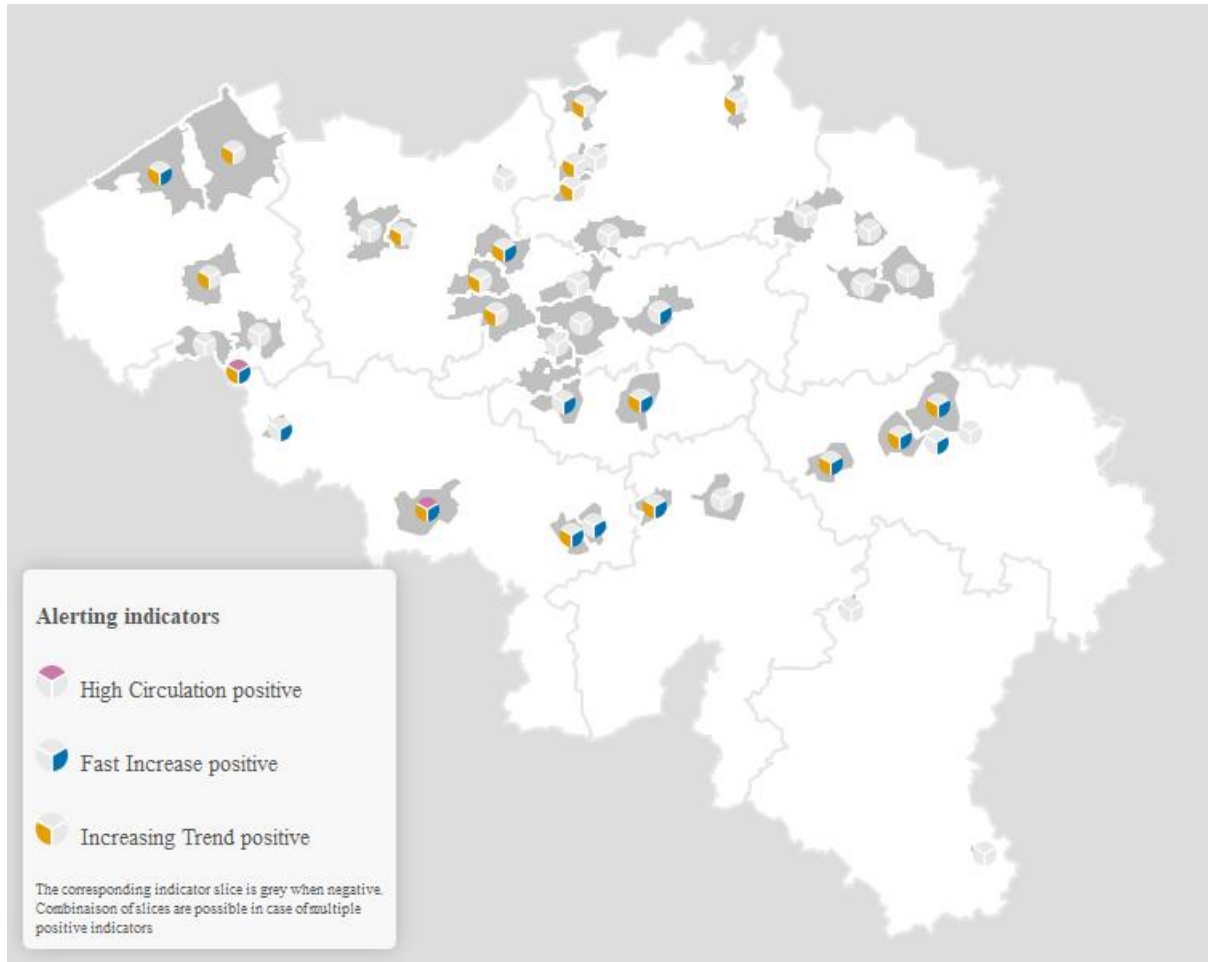 Alerting indicators
High Circulation positive
Fast Increase positive
Increasing Trend positive
The corresponding indicator slice is grey when negative.
Combinaison of slices are possible in case of multiple
positive indicators